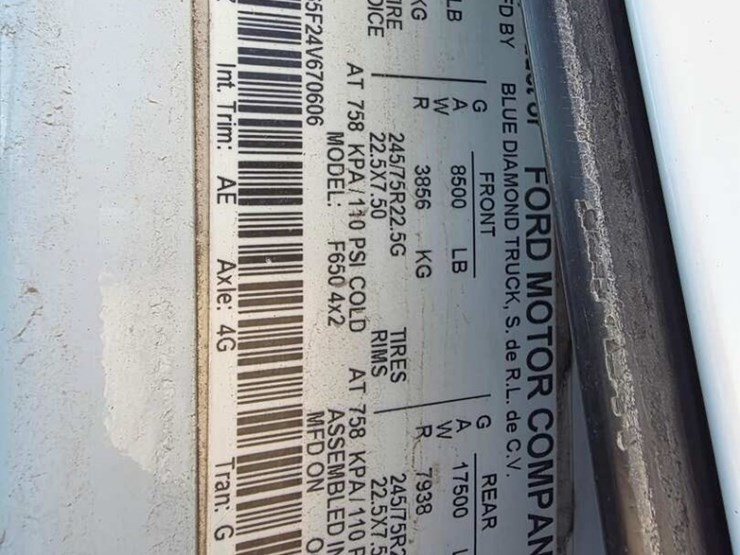 FORD MOTOR COMPAN
FD BY BLUE DIAMOND TRUCK, S. de R.L. de C.V.
G FRONT G REAR
LB A 8500 LB A 17500 L
KG W W
R 3856 KG R 7938
IRE 245/75R22.5G TIRES 245/75R2
OICE 22.5X7.50 RIMS 22.5X7.5
AT 758 KPA/110 PSI COLD AT 758 KPA/110 P
MODEL: F650 4x2 ASSEMBLED IN
5F24V670606 MFD ON O
Int. Trim: AE Axle: 4G Tran: G